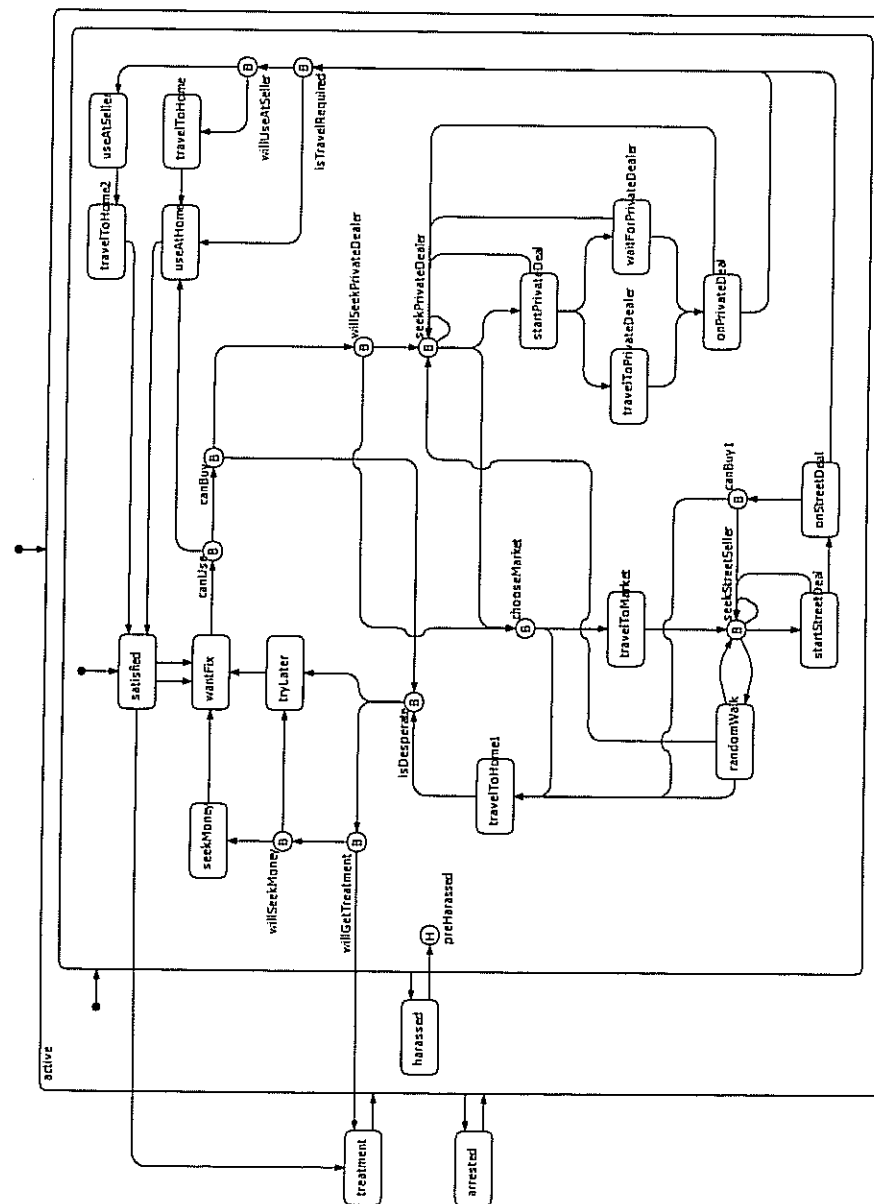 active
treatment
arrested
harassed
H
preHarassed
satisfied
wantFix
tryLater
seekMoney
B
willSeekMoney
B
willGetTreatment
B
isDesperate
travelToHome1
B
canUse
B
canBuy
useAtSeller
travelToHome2
travelToHome
useAtHome
B
willUseAtSeller
B
isTravelRequired
B
willSeekPrivateDealer
B
seekPrivateDealer
startPrivateDeal
waitForPrivateDealer
travelToPrivateDealer
onPrivateDeal
B
chooseMarket
travelToMarket
B
seekStreetSeller
B
canBuy1
randomWalk
startStreetDeal
onStreetDeal